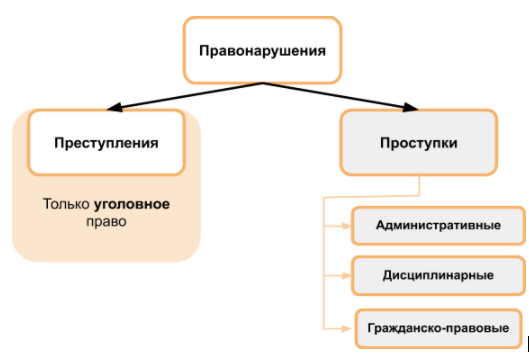 Правонарушения
Преступления
Только уголовное
право
Проступки
Административные
Дисциплинарные
Гражданско-правовые